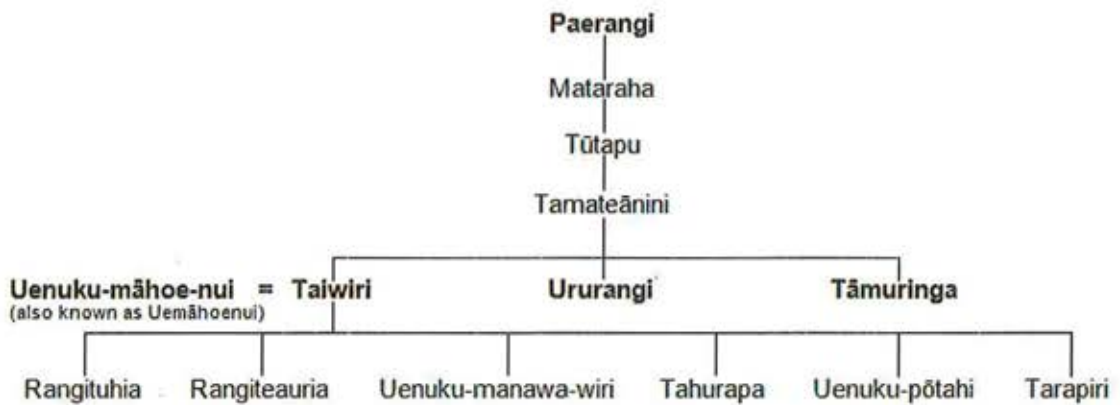 Paerangi
Mataraha
Tūtapu
Tamateānini
Uenuku-māhoe-nui = Taiwiri Ururangi Tāmuringa
(also known as Uemāhoenui)
Rangituhia Rangiteauria Uenuku-manawa-wiri Tahurapa Uenuku-pōtahi Tarapiri